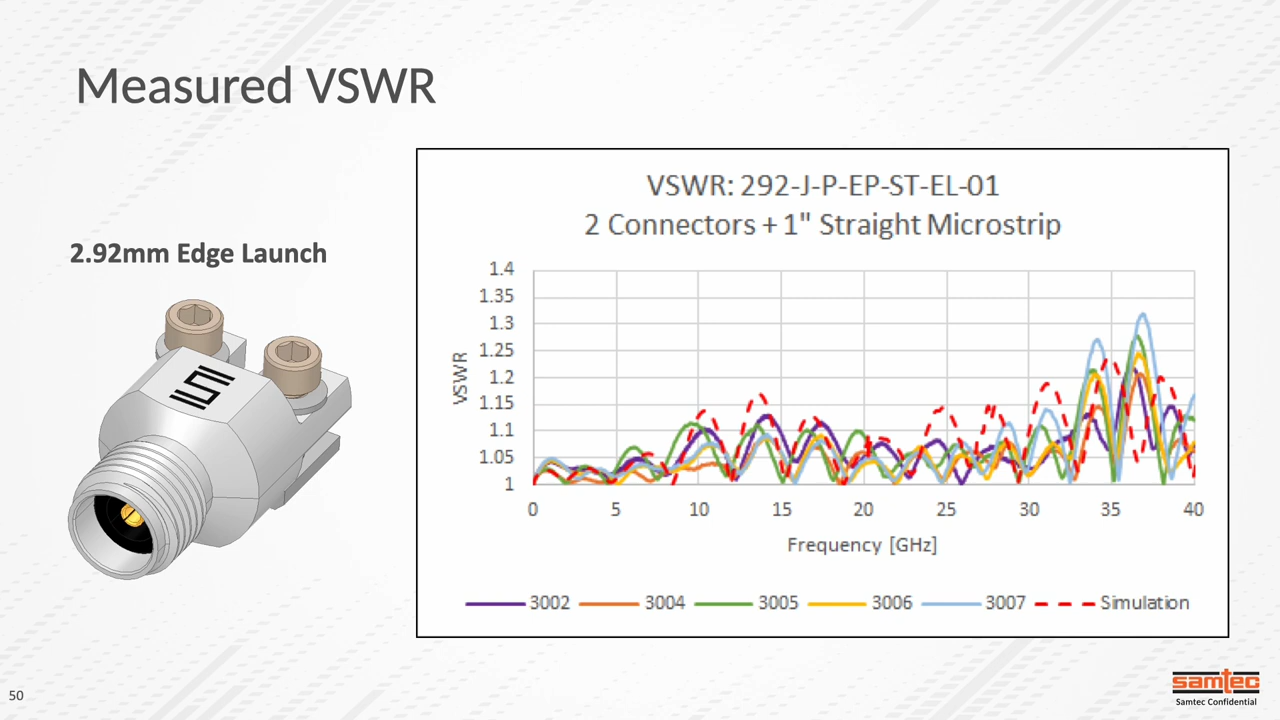 Measured VSWR
2.92mm Edge Launch
VSWR: 292-J-P-EP-ST-EL-01
2 Connectors + 1" Straight Microstrip
1.4
1.35
1.3
1.25
1.2
1.15
1.1
1.05
1
VSWR
0 5 10 15 20 25 30 35 40
Frequency [GHz]
3002 3004 3005 3006 3007 Simulation
50
samtec
Samtec Confidential